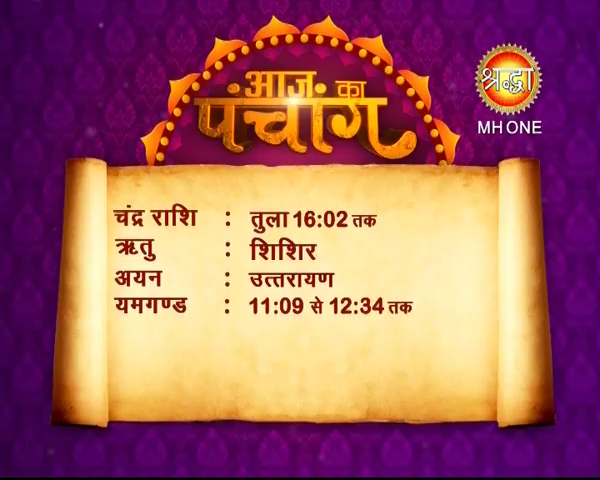 आज का
पंचांग
श्रद्धा
MH ONE
चंद्र राशि : तुला 16:02 तक
ऋतु : शिशिर
अयन : उत्तरायण
यमगण्ड : 11:09 से 12:34 तक